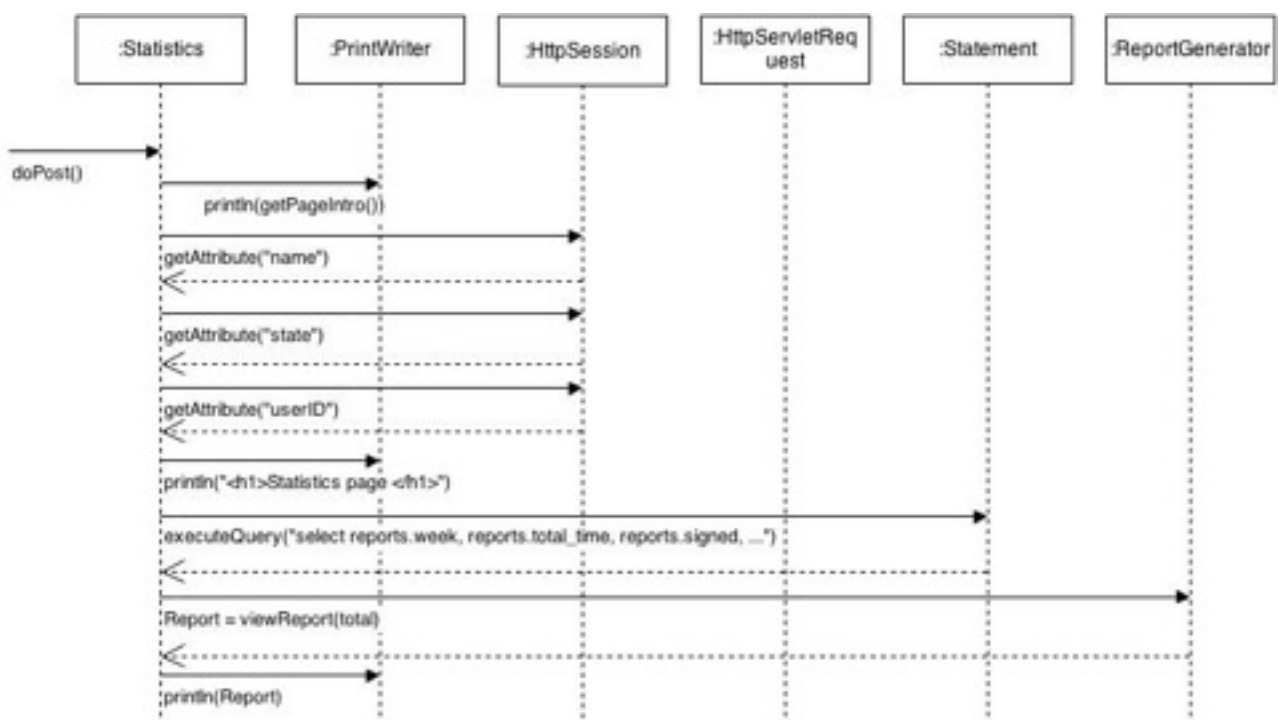 :Statistics
:PrintWriter
:HttpSession
:HttpServletReq
uest
:Statement
:ReportGenerator
doPost()
println(getPageIntro())
getAttribute("name")
getAttribute("state")
getAttribute("userID")
println("<h1>Statistics page </h1>")
executeQuery("select reports.week, reports.total_time, reports.signed, ...")
Report = viewReport(total)
println(Report)